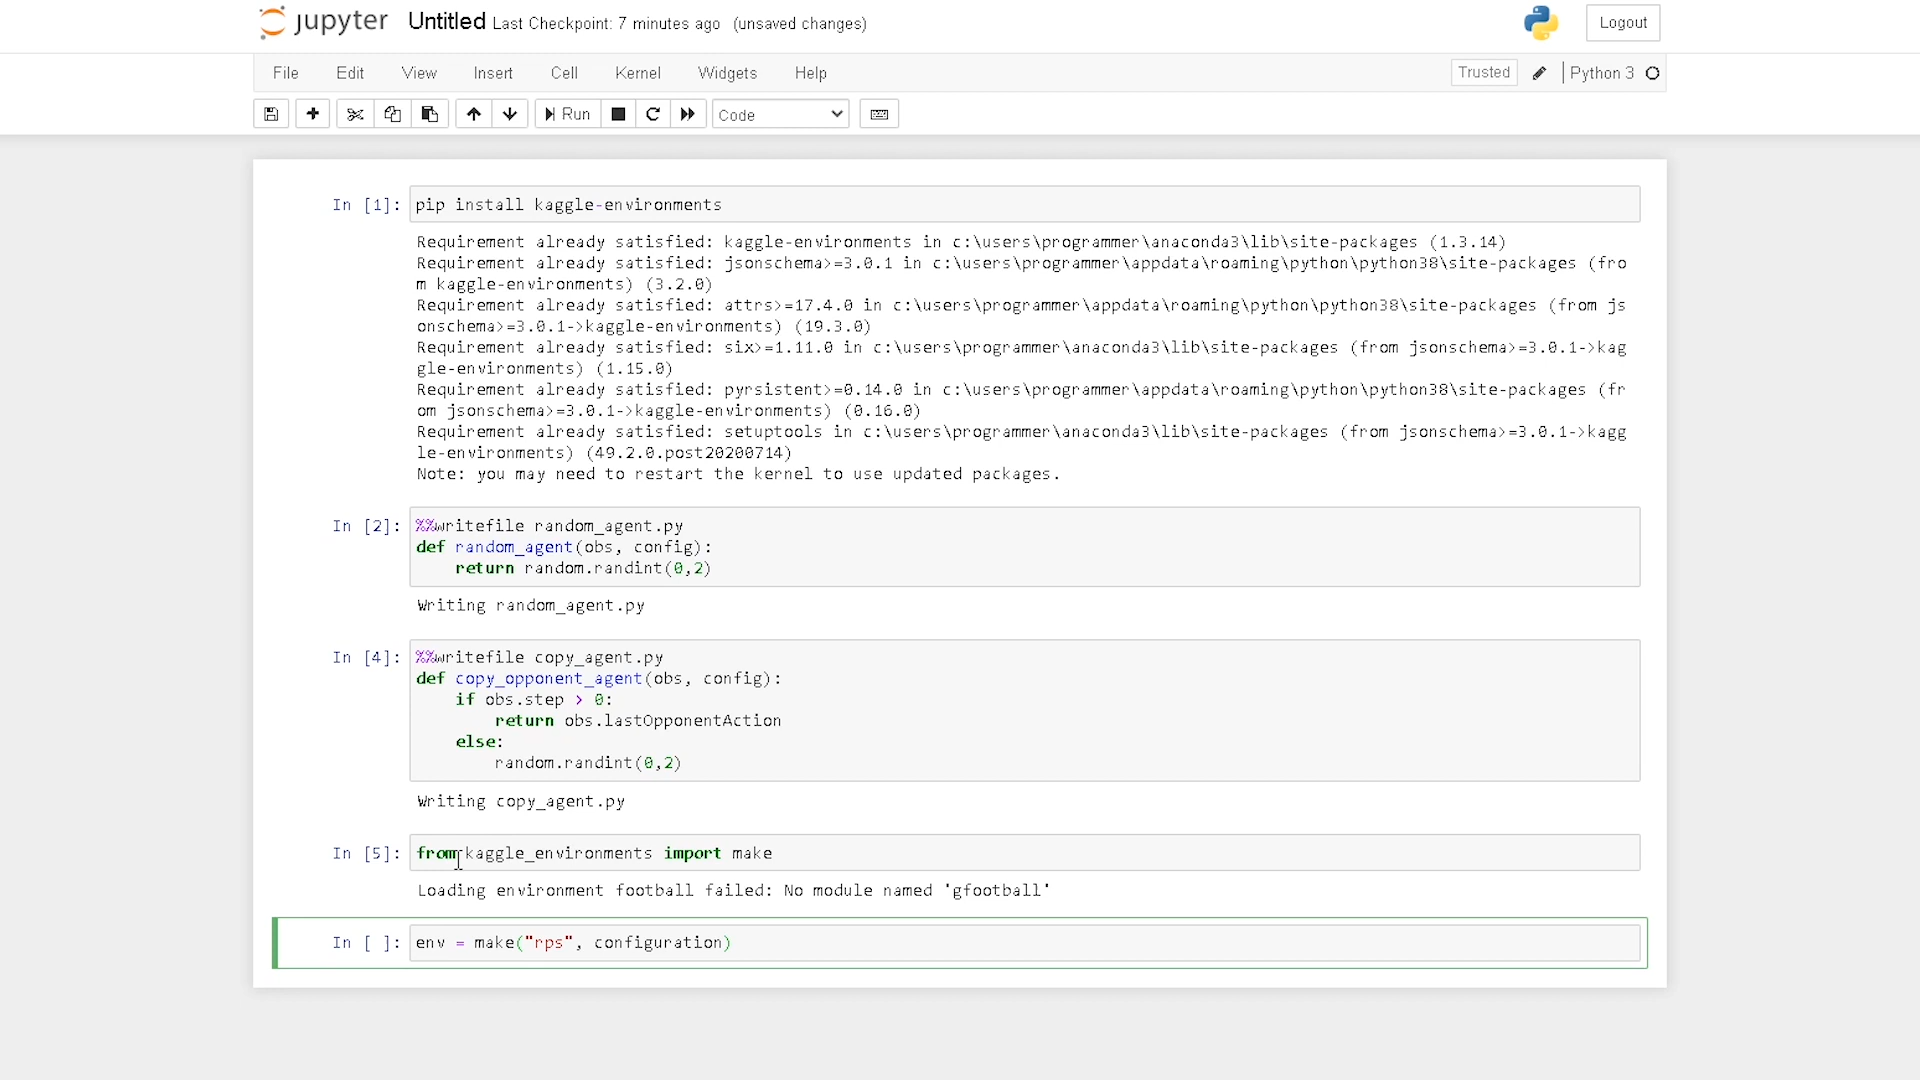 jupyter Untitled Last Checkpoint: 7 minutes ago (unsaved changes) Logout
File Edit View Insert Cell Kernel Widgets Help Trusted Python 3
Run Code
In [1]: pip install kaggle-environments
Requirement already satisfied: kaggle-environments in c:\users\programmer\anaconda3\lib\site-packages (1.3.14)
Requirement already satisfied: jsonschema>=3.0.1 in c:\users\programmer\appdata\roaming\python\python38\site-packages (fro
m kaggle-environments) (3.2.0)
Requirement already satisfied: attrs>=17.4.0 in c:\users\programmer\appdata\roaming\python\python38\site-packages (from js
onschema>=3.0.1->kaggle-environments) (19.3.0)
Requirement already satisfied: six>=1.11.0 in c:\users\programmer\anaconda3\lib\site-packages (from jsonschema>=3.0.1->kag
gle-environments) (1.15.0)
Requirement already satisfied: pyrsistent>=0.14.0 in c:\users\programmer\appdata\roaming\python\python38\site-packages (fr
om jsonschema>=3.0.1->kaggle-environments) (0.16.0)
Requirement already satisfied: setuptools in c:\users\programmer\anaconda3\lib\site-packages (from jsonschema>=3.0.1->kagg
le-environments) (49.2.0.post20200714)
Note: you may need to restart the kernel to use updated packages.
In [2]: %%writefile random_agent.py
def random_agent(obs, config):
    return random.randint(0,2)
Writing random_agent.py
In [4]: %%writefile copy_agent.py
def copy_opponent_agent(obs, config):
    if obs.step > 0:
        return obs.lastOpponentAction
    else:
        random.randint(0,2)
Writing copy_agent.py
In [5]: from kaggle_environments import make
Loading environment football failed: No module named 'gfootball'
In [ ]: env = make("rps", configuration)